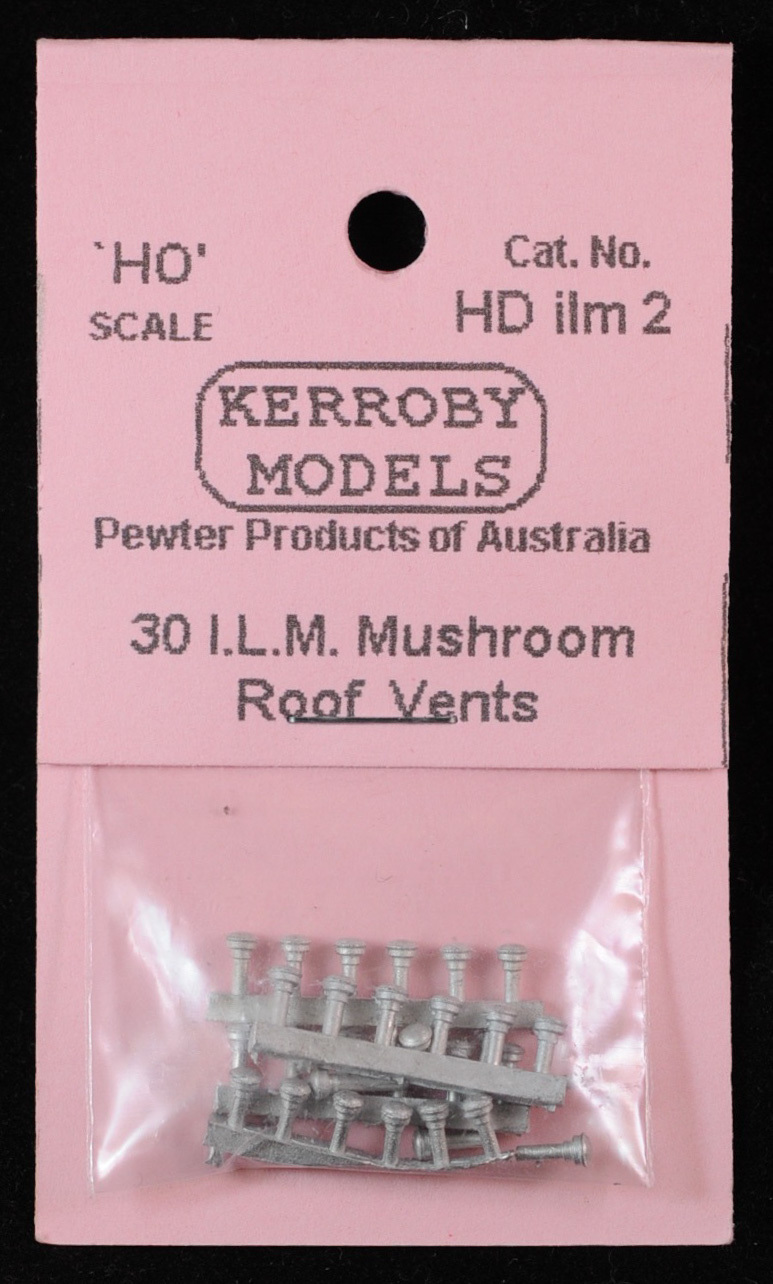 `HO'
SCALE
Cat. No.
HD ilm 2
KERROBY
MODELS
Pewter Products of Australia
30 I.L.M. Mushroom
Roof Vents